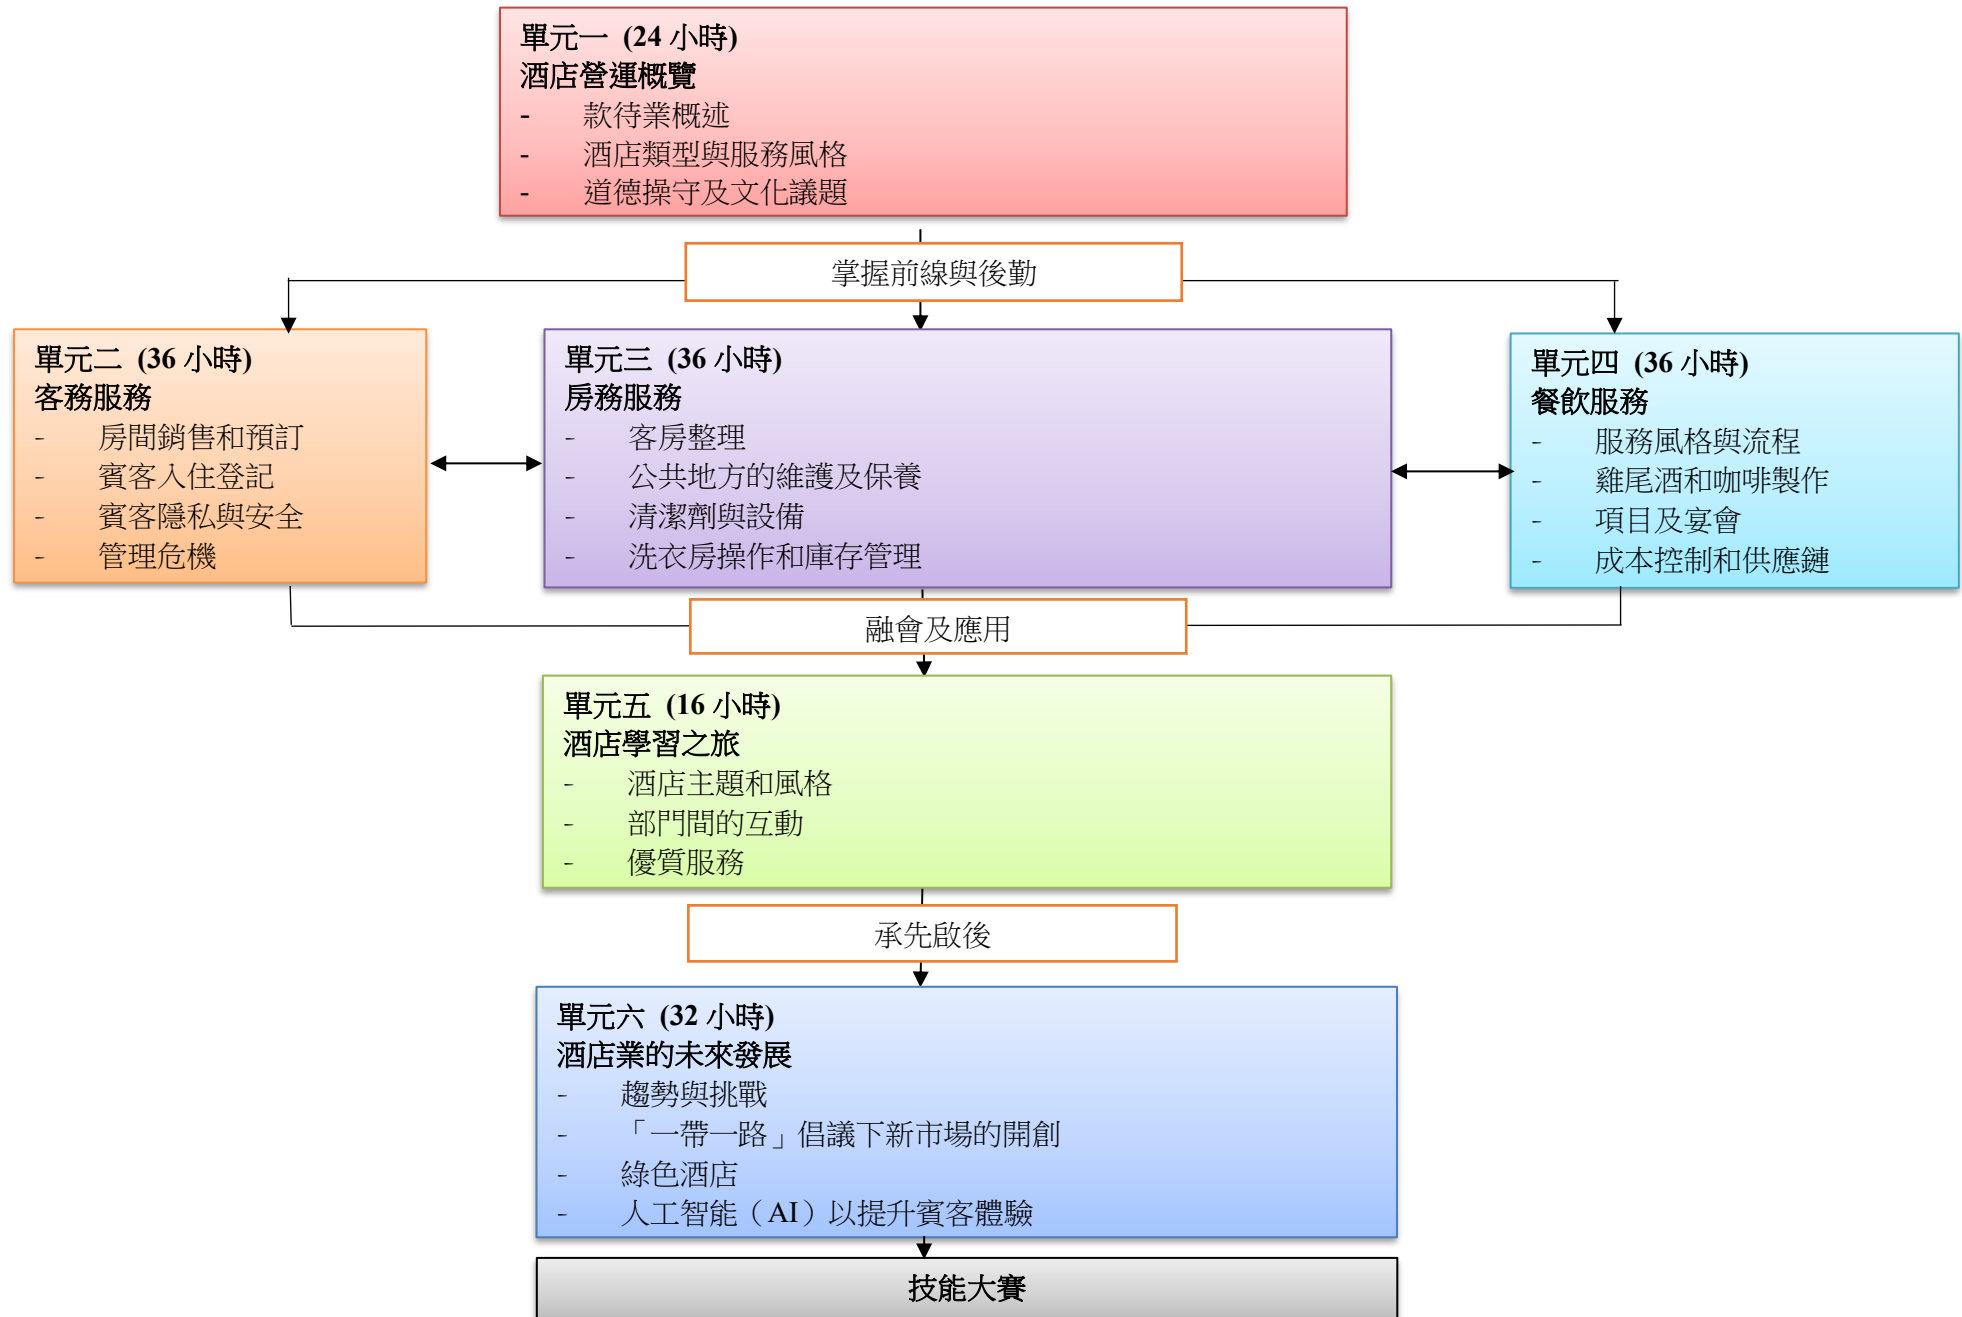 單元一 (24 小時)
酒店營運概覽
- 款待業概述
- 酒店類型與服務風格
- 道德操守及文化議題
掌握前線與後勤
單元二 (36 小時)
客務服務
- 房間銷售和預訂
- 賓客入住登記
- 賓客隱私與安全
- 管理危機
單元三 (36 小時)
房務服務
- 客房整理
- 公共地方的維護及保養
- 清潔劑與設備
- 洗衣房操作和庫存管理
單元四 (36 小時)
餐飲服務
- 服務風格與流程
- 雞尾酒和咖啡製作
- 項目及宴會
- 成本控制和供應鏈
融會及應用
單元五 (16 小時)
酒店學習之旅
- 酒店主題和風格
- 部門間的互動
- 優質服務
承先啟後
單元六 (32 小時)
酒店業的未來發展
- 趨勢與挑戰
- 「一帶一路」倡議下新市場的開創
- 綠色酒店
- 人工智能（AI）以提升賓客體驗
技能大賽